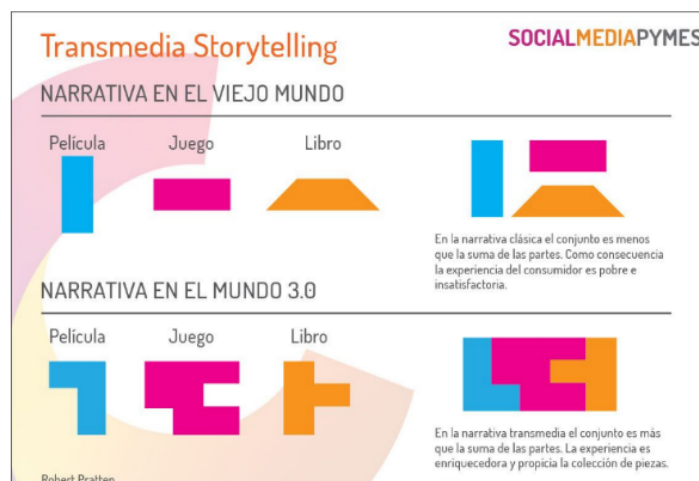 Transmedia Storytelling
SOCIALMEDIAPYMES
NARRATIVA EN EL VIEJO MUNDO
Película
Juego
Libro
En la narrativa clásica el conjunto es menos
que la suma de las partes. Como consecuencia
la experiencia del consumidor es pobre e
insatisfactoria.
NARRATIVA EN EL MUNDO 3.0
Película
Juego
Libro
En la narrativa transmedia el conjunto es más
que la suma de las partes. La experiencia es
enriquecedora y propicia la colección de piezas.
Robert Pratten